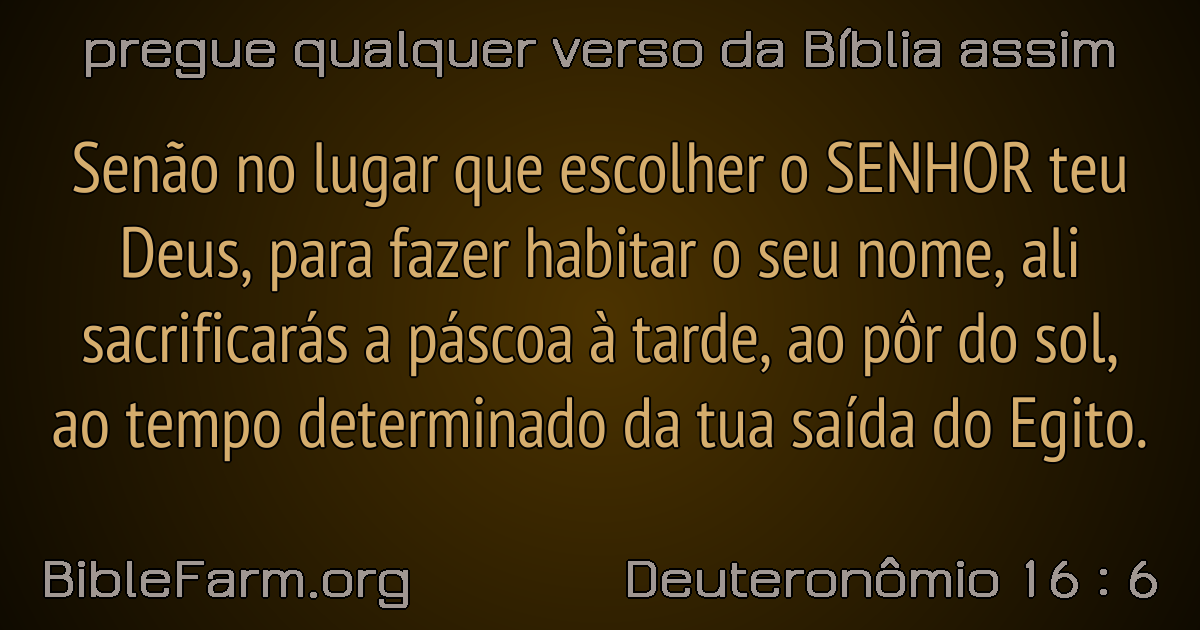 pregue qualquer verso da Bíblia assim
Senão no lugar que escolher o SENHOR teu
Deus, para fazer habitar o seu nome, ali
sacrificarás a páscoa à tarde, ao pôr do sol,
ao tempo determinado da tua saída do Egito.
BibleFarm.org
Deuteronômio 16 : 6